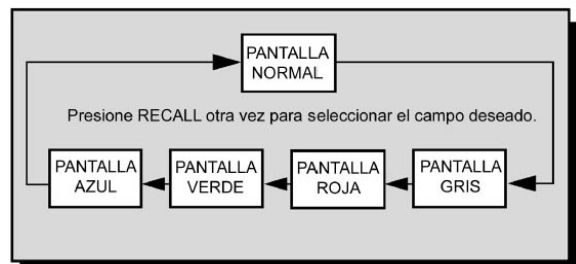 PANTALLA
NORMAL
Presione RECALL otra vez para seleccionar el campo deseado.
PANTALLA
AZUL
PANTALLA
VERDE
PANTALLA
ROJA
PANTALLA
GRIS